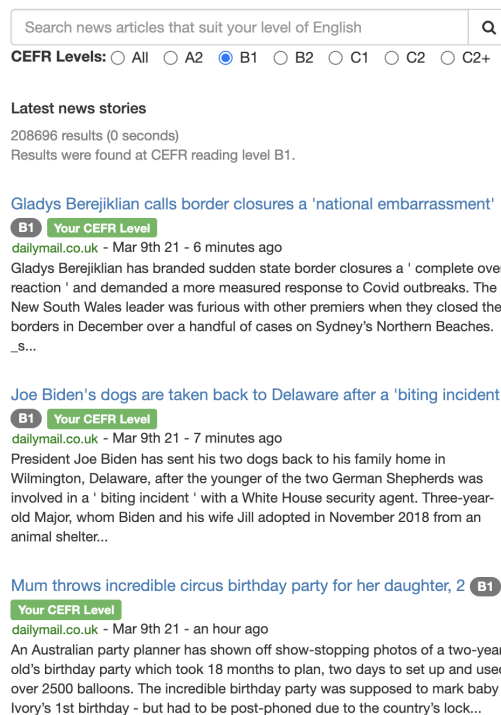 Search news articles that suit your level of English
CEFR Levels: All A2 B1 B2 C1 C2 C2+
Latest news stories
208696 results (0 seconds)
Results were found at CEFR reading level B1.
Gladys Berejiklian calls border closures a 'national embarrassment'
B1 Your CEFR Level
dailymail.co.uk - Mar 9th 21 - 6 minutes ago
Gladys Berejiklian has branded sudden state border closures a ' complete over
reaction ' and demanded a more measured response to Covid outbreaks. The
New South Wales leader was furious with other premiers when they closed the
borders in December over a handful of cases on Sydney's Northern Beaches.
_s...
Joe Biden's dogs are taken back to Delaware after a 'biting incident
B1 Your CEFR Level
dailymail.co.uk - Mar 9th 21 - 7 minutes ago
President Joe Biden has sent his two dogs back to his family home in
Wilmington, Delaware, after the younger of the two German Shepherds was
involved in a ' biting incident ' with a White House security agent. Three-year-
old Major, whom Biden and his wife Jill adopted in November 2018 from an
animal shelter...
Mum throws incredible circus birthday party for her daughter, 2 B1
Your CEFR Level
dailymail.co.uk - Mar 9th 21 - an hour ago
An Australian party planner has shown off show-stopping photos of a two-year
old's birthday party which took 18 months to plan, two days to set up and used
over 2500 balloons. The incredible birthday party was supposed to mark baby
Ivory's 1st birthday - but had to be post-phoned due to the country's lock...